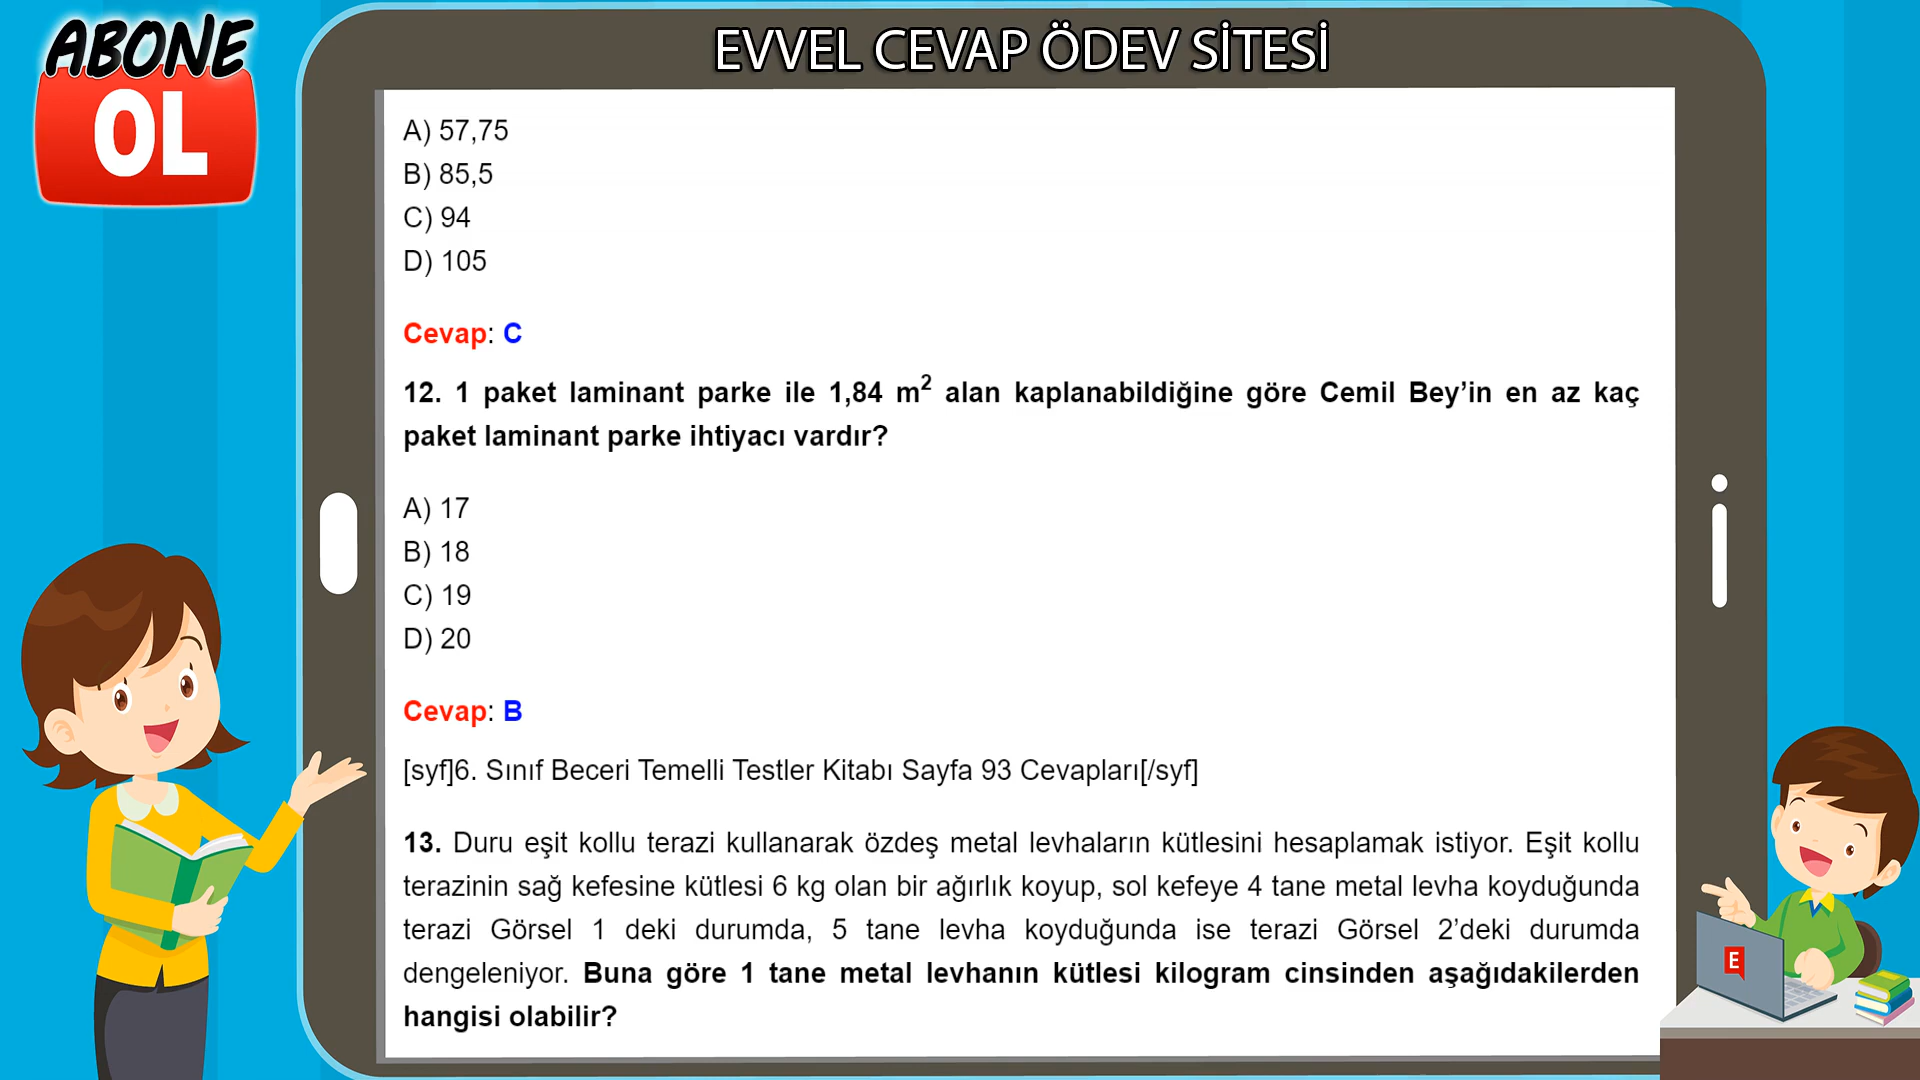 ABONE
OL
EVVEL CEVAP ÖDEV SİTESİ
A) 57,75
B) 85,5
C) 94
D) 105
Cevap: C
12. 1 paket laminant parke ile 1,84 m² alan kaplanabildiğine göre Cemil Bey’in en az kaç
paket laminant parke ihtiyacı vardır?
A) 17
B) 18
C) 19
D) 20
Cevap: B
[syf]6. Sınıf Beceri Temelli Testler Kitabı Sayfa 93 Cevapları[/syf]
13. Duru eşit kollu terazi kullanarak özdeş metal levhaların kütlesini hesaplamak istiyor. Eşit kollu
terazinin sağ kefesine kütlesi 6 kg olan bir ağırlık koyup, sol kefeye 4 tane metal levha koyduğunda
terazi Görsel 1 deki durumda, 5 tane levha koyduğunda ise terazi Görsel 2’deki durumda
dengeleniyor. Buna göre 1 tane metal levhanın kütlesi kilogram cinsinden aşağıdakilerden
hangisi olabilir?
E